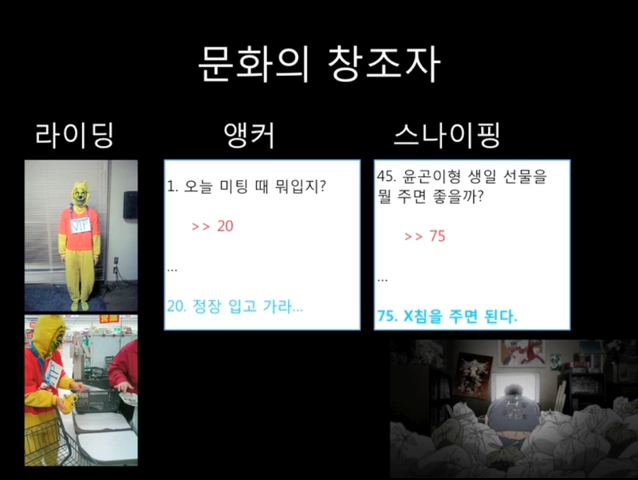 문화의 창조자
라이딩
앵커
스나이핑
1. 오늘 미팅 때 뭐입지?
>> 20
...
20. 정장 입고 가라...
45. 윤곤이형 생일 선물을
뭘 주면 좋을까?
>> 75
...
75. X침을 주면 된다.
VIP